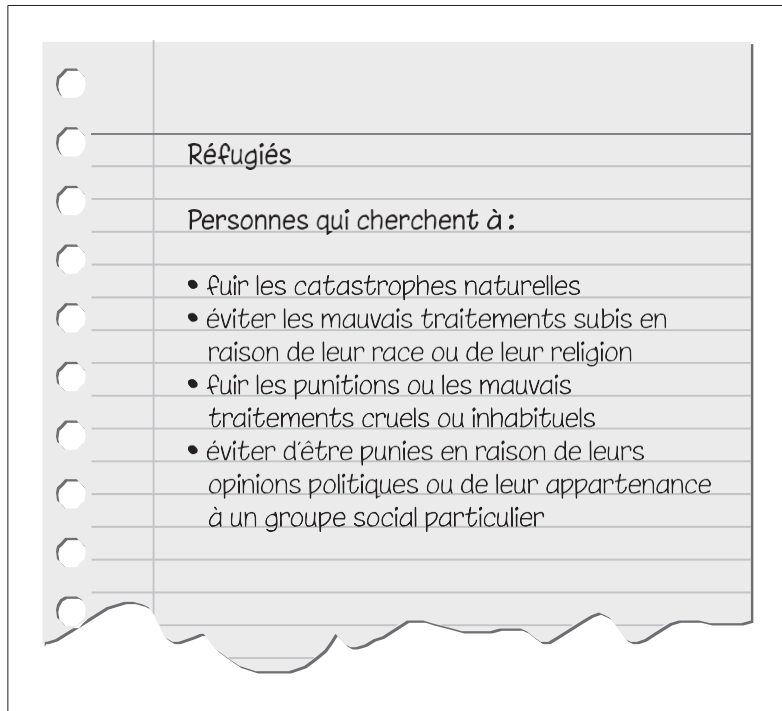 Réfugiés
Personnes qui cherchent à :
• fuir les catastrophes naturelles
• éviter les mauvais traitements subis en
raison de leur race ou de leur religion
• fuir les punitions ou les mauvais
traitements cruels ou inhabituels
• éviter d'être punies en raison de leurs
opinions politiques ou de leur appartenance
à un groupe social particulier